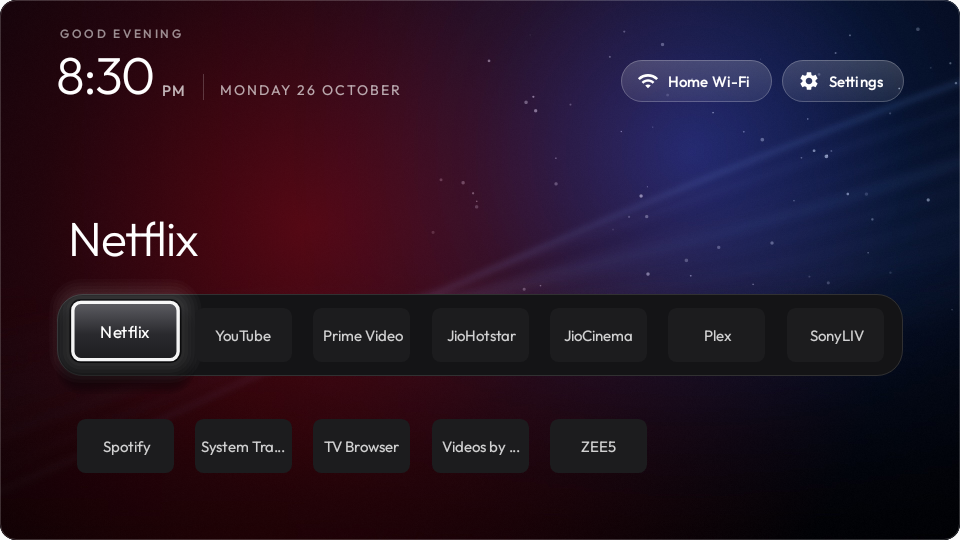 GOOD EVENING
8:30 PM
MONDAY 26 OCTOBER
Home Wi-Fi
Settings
Netflix
Netflix
YouTube
Prime Video
JioHotstar
JioCinema
Plex
SonyLIV
Spotify
System Tra...
TV Browser
Videos by ...
ZEE5